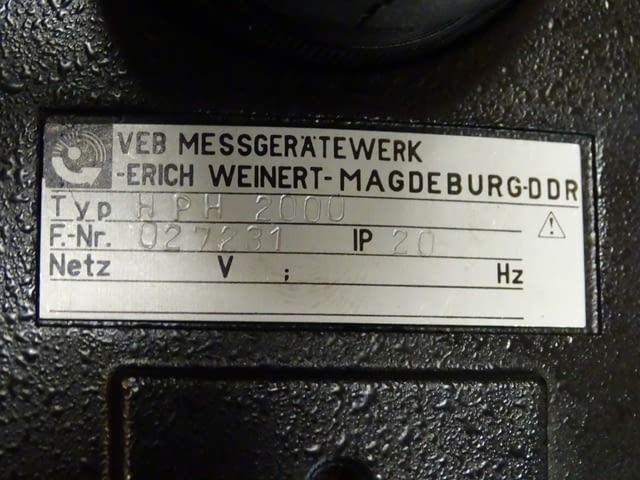 VEB MESSGERÄTEWERK
-ERICH WEINERT-MAGDEBURG-DDR
Typ HPH 2000
F.-Nr. 027231 IP 20
Netz V ; Hz